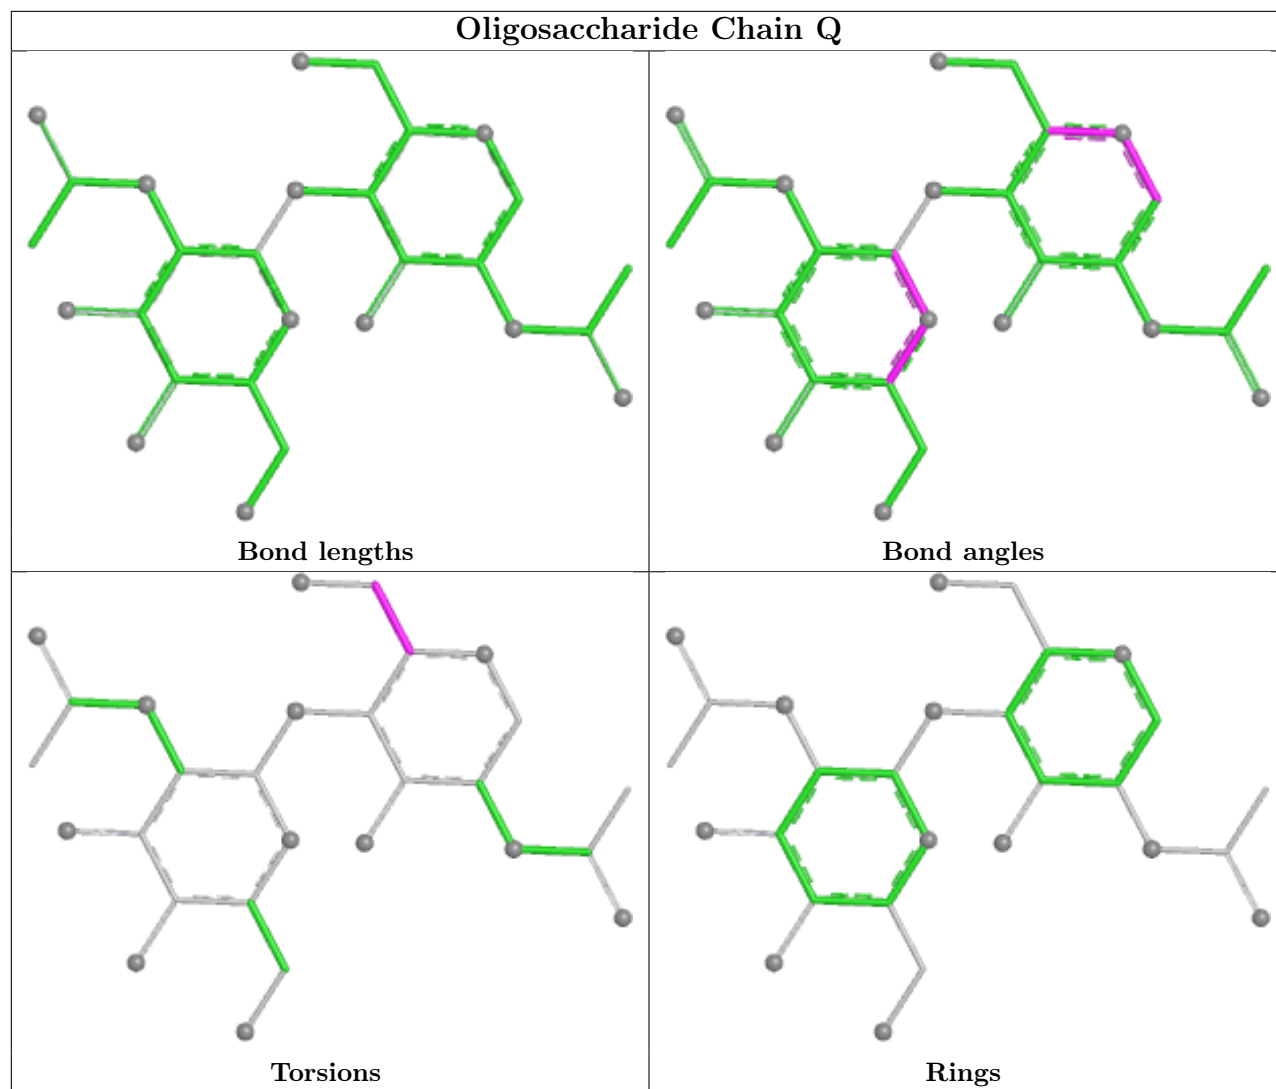 Oligosaccharide Chain Q
Bond lengths
Bond angles
Torsions
Rings